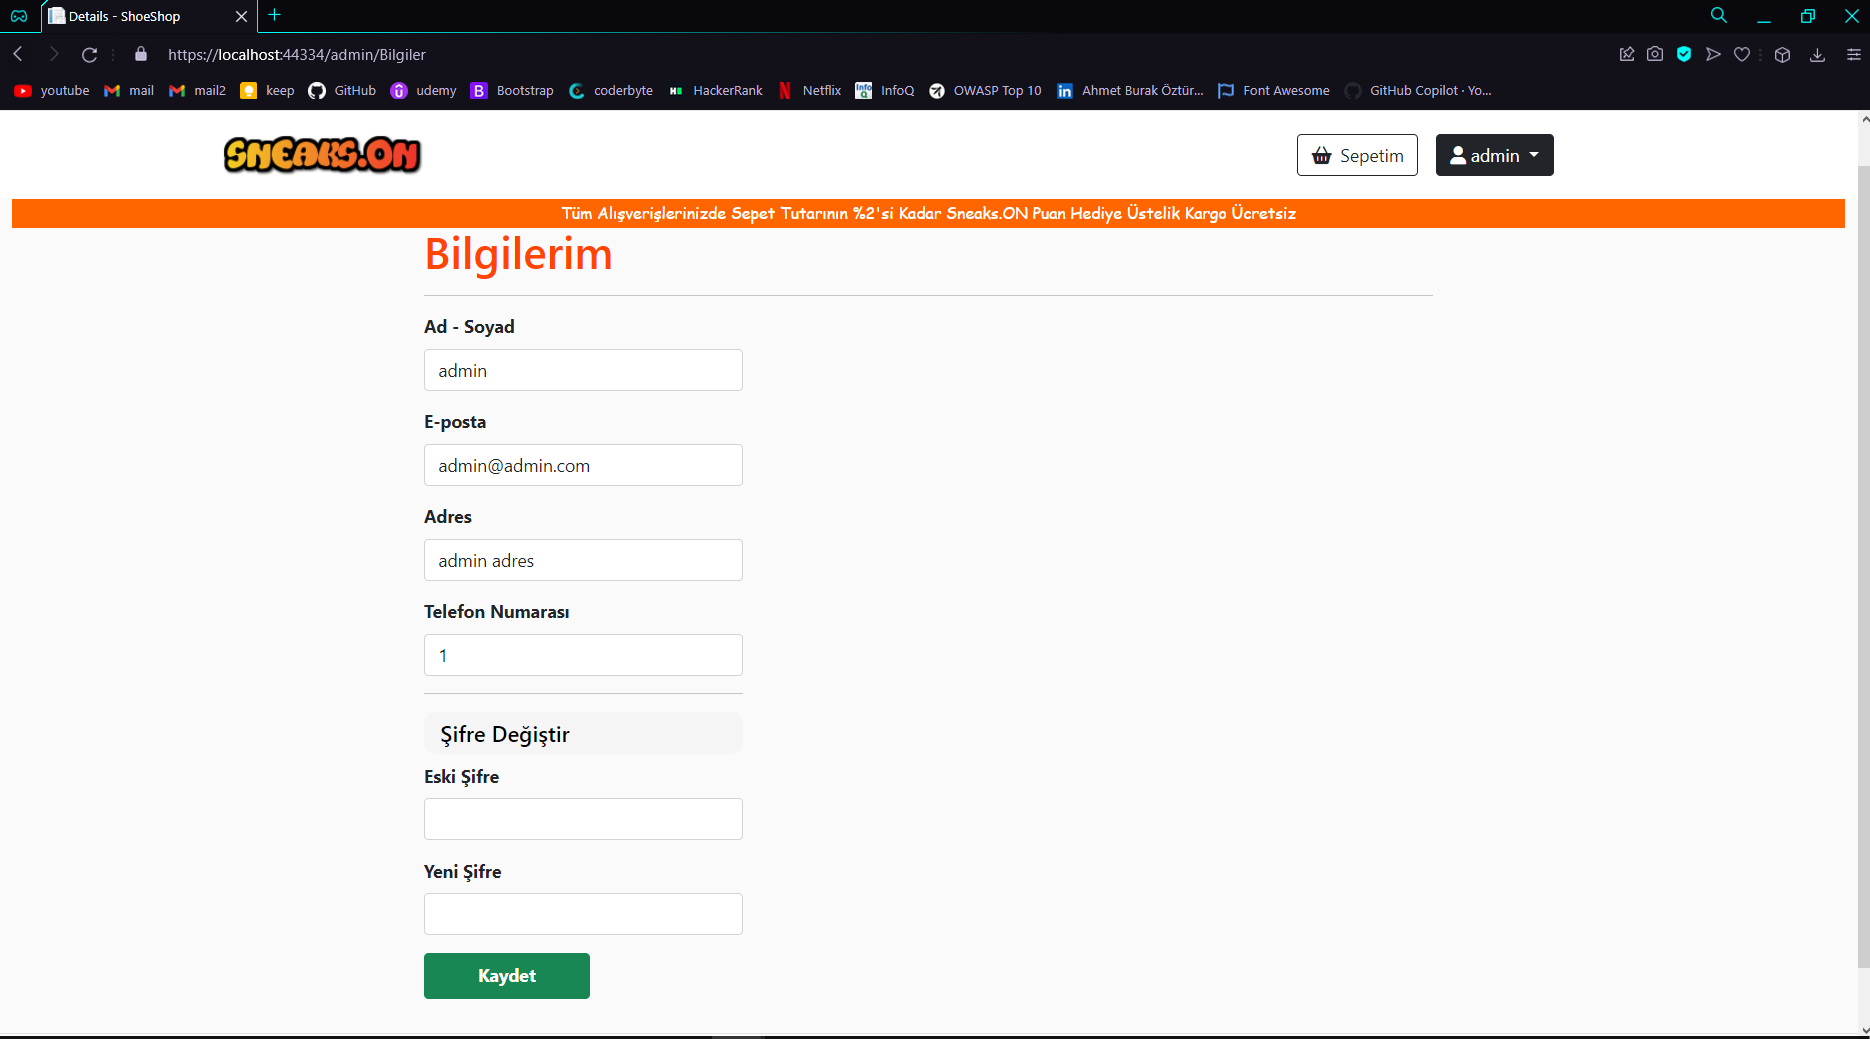 Details - ShoeShop
https://localhost:44334/admin/Bilgiler
youtube mail mail2 keep GitHub udemy Bootstrap coderbyte HackerRank Netflix InfoQ OWASP Top 10 Ahmet Burak Öztür... Font Awesome GitHub Copilot · Yo...
SNEAKS.ON
Sepetim
admin
Tüm Alışverişlerinizde Sepet Tutarının %2'si Kadar Sneaks.ON Puan Hediye Üstelik Kargo Ücretsiz
Bilgilerim
Ad - Soyad
admin
E-posta
admin@admin.com
Adres
admin adres
Telefon Numarası
1
Şifre Değiştir
Eski Şifre
Yeni Şifre
Kaydet